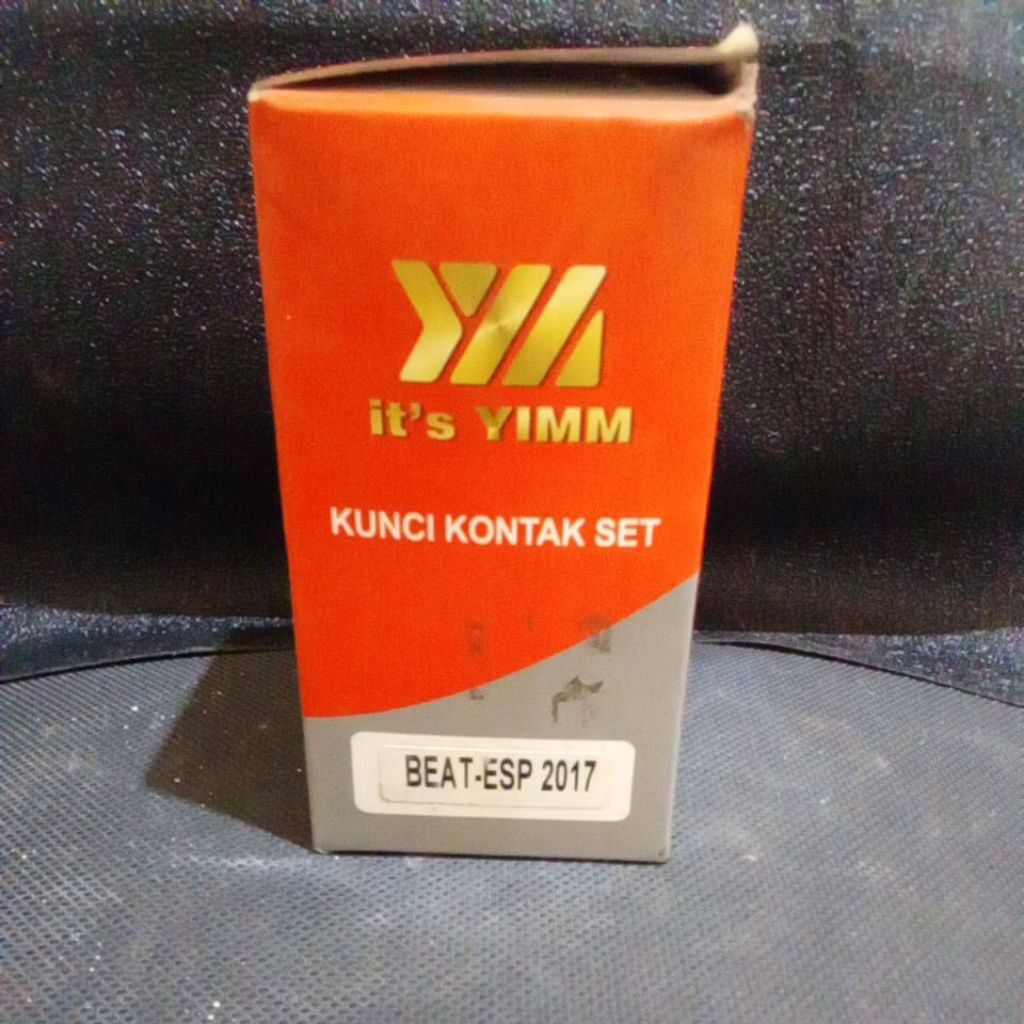 it's YIMM
KUNCI KONTAK SET
BEAT-ESP 2017